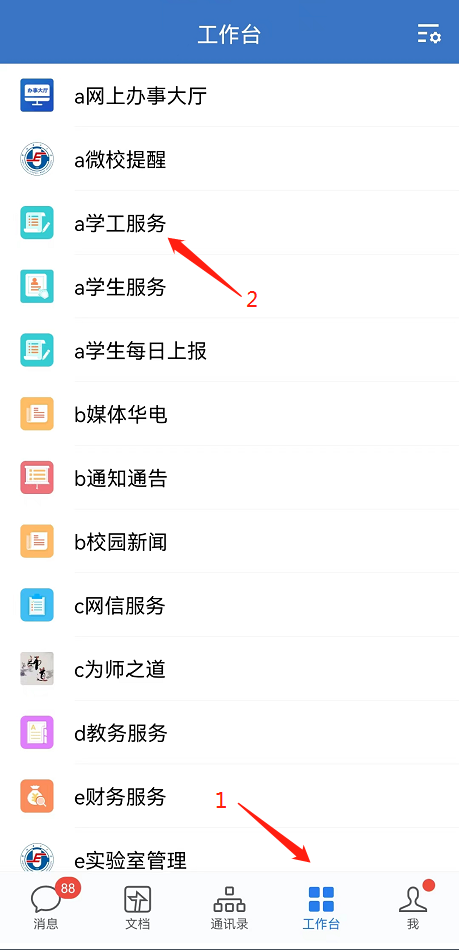 工作台
办事大厅
a网上办事大厅
a微校提醒
a学工服务
a学生服务
2
a学生每日上报
b媒体华电
b通知通告
b校园新闻
c网信服务
师道
c为师之道
d教务服务
e财务服务
1
e实验室管理
88
消息
文档
通讯录
工作台
我